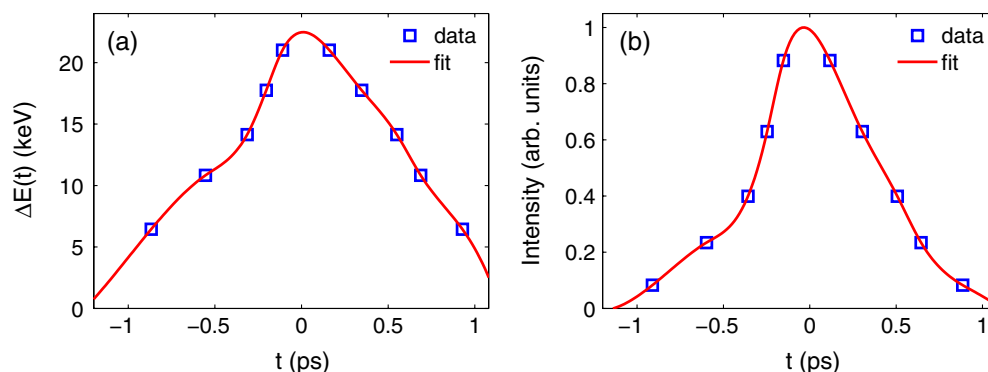 (a)
data
fit
20
15
10
5
0
ΔE(t) (keV)
−1
−0.5
0
0.5
1
t (ps)
(b)
data
fit
1
0.8
0.6
0.4
0.2
0
Intensity (arb. units)
−1
−0.5
0
0.5
1
t (ps)